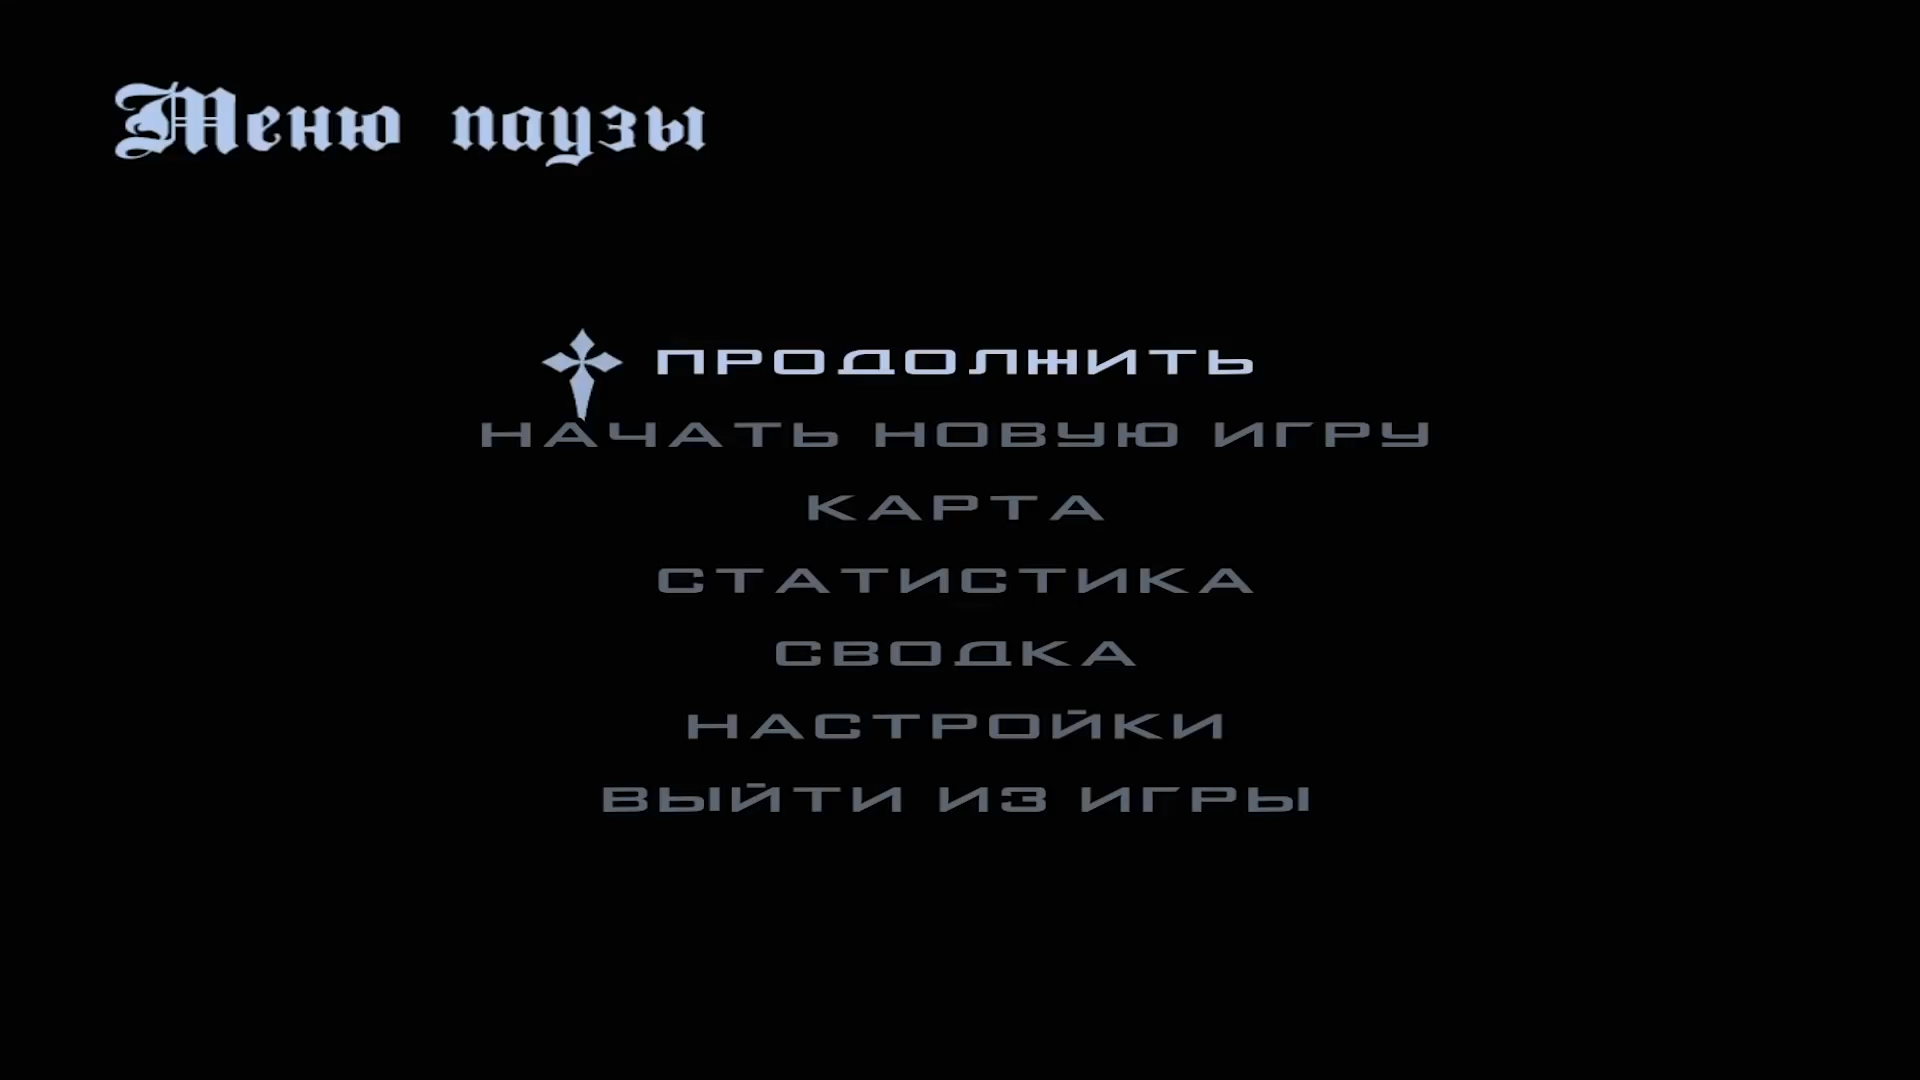 Меню паузы
ПРОДОЛЖИТЬ
НАЧАТЬ НОВУЮ ИГРУ
КАРТА
СТАТИСТИКА
СВОДКА
НАСТРОЙКИ
ВЫЙТИ ИЗ ИГРЫ